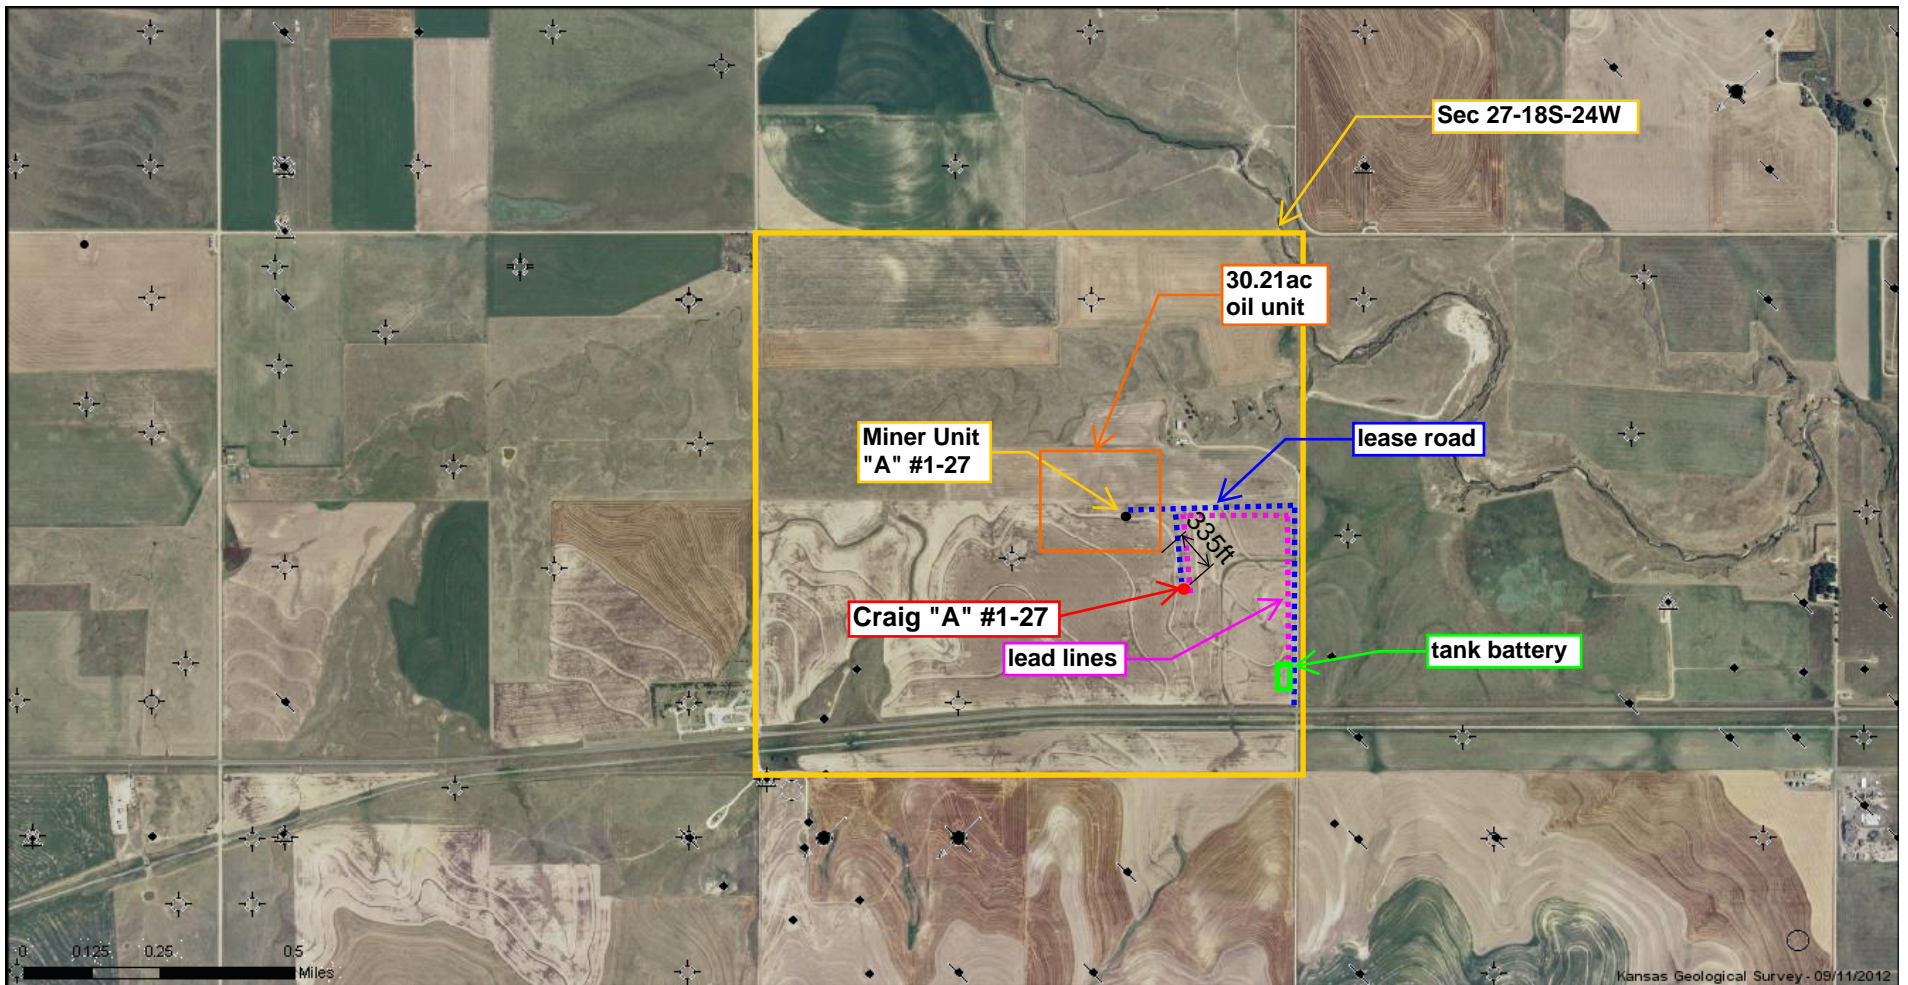 Sec 27-18S-24W
30.21ac
oil unit
Miner Unit
"A" #1-27
lease road
335ft
Craig "A" #1-27
lead lines
tank battery
0 0.125 0.25 0.5
Miles
Kansas Geological Survey - 09/11/2012